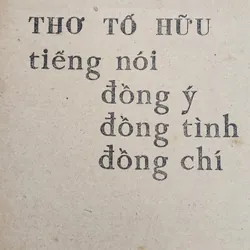 THƠ TỐ HỮU
tiếng nói
đồng ý
đồng tình
đồng chí